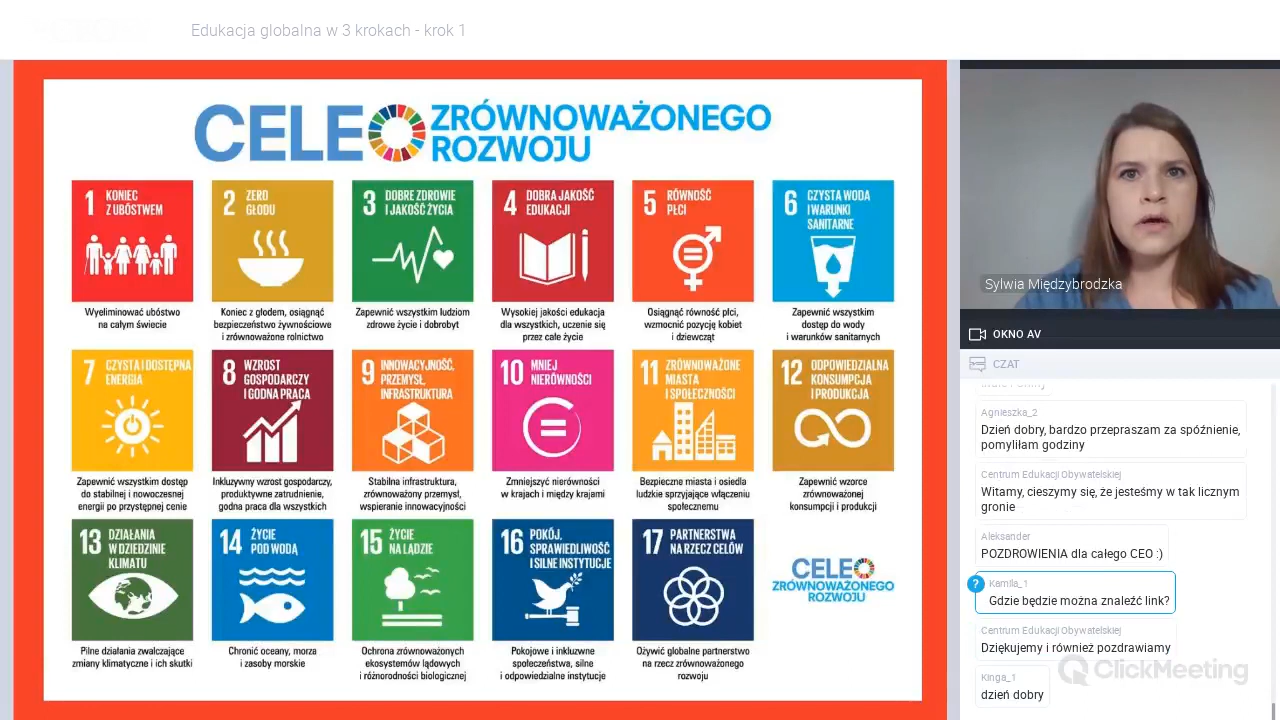 Edukacja globalna w 3 krokach - krok 1
CELE ZRÓWNOWAŻONEGO
ROZWOJU
1 KONIEC
Z UBÓSTWEM
Wyeliminować ubóstwo
na całym świecie
2 ZERO
GŁODU
Koniec z głodem, osiągnąć
bezpieczeństwo żywnościowe
i zrównoważone rolnictwo
3 DOBRE ZDROWIE
I JAKOŚĆ ŻYCIA
Zapewnić wszystkim ludziom
zdrowe życie i dobrobyt
4 DOBRA JAKOŚĆ
EDUKACJI
Wysokiej jakości edukacja
dla wszystkich, uczenie się
przez całe życie
5 RÓWNOŚĆ
PŁCI
Osiągnąć równość płci,
wzmocnić pozycję kobiet
i dziewcząt
6 CZYSTA WODA
I WARUNKI
SANITARNE
Zapewnić wszystkim
dostęp do wody
i warunków sanitarnych
7 CZYSTA I DOSTĘPNA
ENERGIA
Zapewnić wszystkim dostęp
do stabilnej i nowoczesnej
energii po przystępnej cenie
8 WZROST
GOSPODARCZY
I GODNA PRACA
Inkluzywny wzrost gospodarczy,
produktywne zatrudnienie,
godna praca dla wszystkich
9 INNOWACYJNOŚĆ,
PRZEMYSŁ,
INFRASTRUKTURA
Stabilna infrastruktura,
zrównoważony przemysł,
wspieranie innowacyjności
10 MNIEJ
NIERÓWNOŚCI
Zmniejszyć nierówności
w krajach i między krajami
11 ZRÓWNOWAŻONE
MIASTA
I SPOŁECZNOŚCI
Bezpieczne miasta i osiedla
ludzkie sprzyjające włączeniu
społecznemu
12 ODPOWIEDZIALNA
KONSUMPCJA
I PRODUKCJA
Zapewnić wzorce
zrównoważonej
konsumpcji i produkcji
13 DZIAŁANIA
W DZIEDZINIE
KLIMATU
Pilne działania zwalczające
zmiany klimatyczne i ich skutki
14 ŻYCIE
POD WODĄ
Chronić oceany, morza
i zasoby morskie
15 ŻYCIE
NA LĄDZIE
Ochrona zrównoważonych
ekosystemów lądowych
i różnorodności biologicznej
16 POKÓJ,
SPRAWIEDLIWOŚĆ
I SILNE INSTYTUCJE
Pokojowe i inkluzwne
społeczeństwa, silne
i odpowiedzialne instytucje
17 PARTNERSTWA
NA RZECZ CELÓW
Ożywić globalne partnerstwo
na rzecz zrównoważonego
rozwoju
CELE
ZRÓWNOWAŻONEGO
ROZWOJU
Sylwia Międzybrodzka
OKNO AV
CZAT
Agnieszka_2
Dzień dobry, bardzo przepraszam za spóźnienie,
pomyliłam godziny
Centrum Edukacji Obywatelskiej
Witamy, cieszymy się, że jesteśmy w tak licznym
gronie
Aleksander
POZDROWIENIA dla całego CEO :)
? Kamila_1
Gdzie będzie można znaleźć link?
Centrum Edukacji Obywatelskiej
Dziękujemy i również pozdrawiamy
Kinga_1
dzień dobry
ClickMeeting